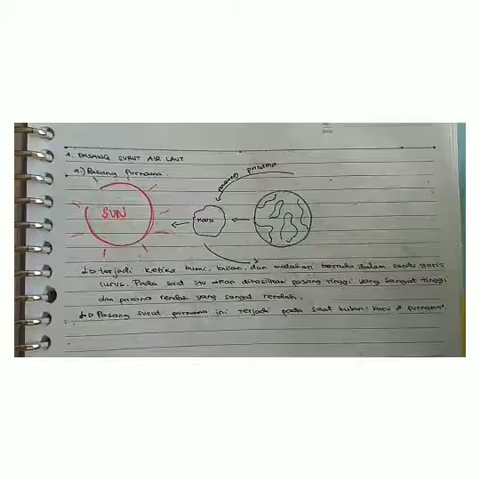 A. PASANG SURUT AIR LAUT
A.) Pasang purnama.
pasang purnama
SUN
MOON
↳ terjadi ketika bumi, bulan, dan matahari berada dalam suatu garis
lurus. Pada saat itu akan dihasilkan pasang tinggi yang sangat tinggi
dan pasang rendah yang sangat rendah.
↳ Pasang surut purnama ini terjadi pada saat bulan baru & purnama.